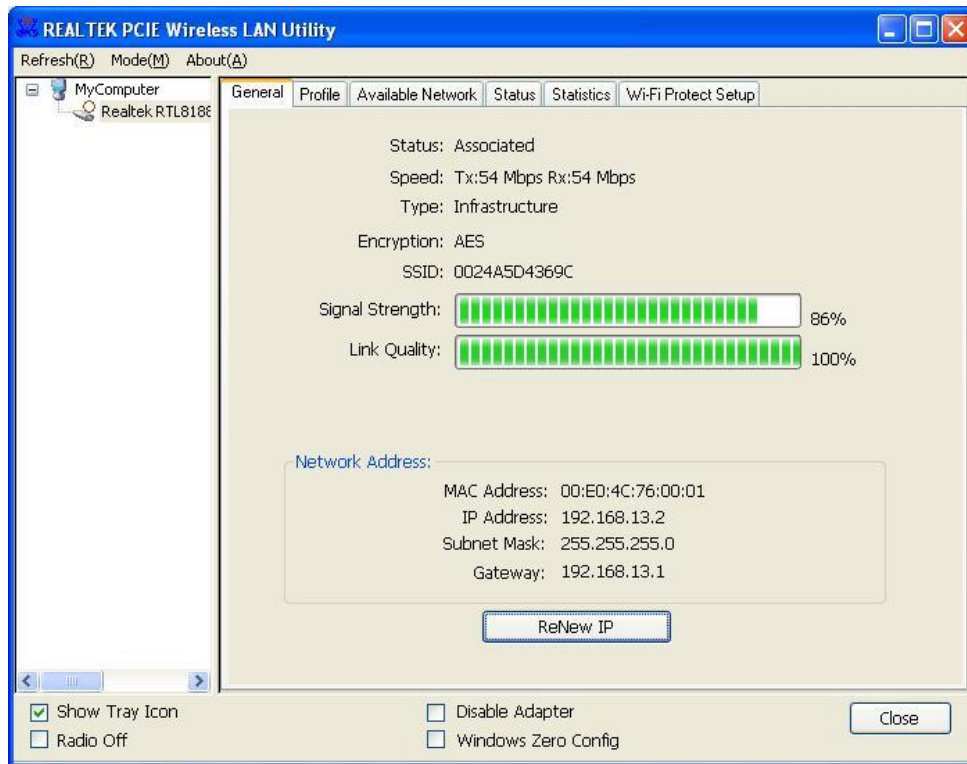 REALTEK PCIE Wireless LAN Utility
Refresh(R) Mode(M) About(A)
MyComputer
Realtek RTL8188
General Profile Available Network Status Statistics Wi-Fi Protect Setup
Status: Associated
Speed: Tx:54 Mbps Rx:54 Mbps
Type: Infrastructure
Encryption: AES
SSID: 0024A5D4369C
Signal Strength: 86%
Link Quality: 100%
Network Address:
MAC Address: 00:E0:4C:76:00:01
IP Address: 192.168.13.2
Subnet Mask: 255.255.255.0
Gateway: 192.168.13.1
ReNew IP
Show Tray Icon Disable Adapter Close
Radio Off Windows Zero Config